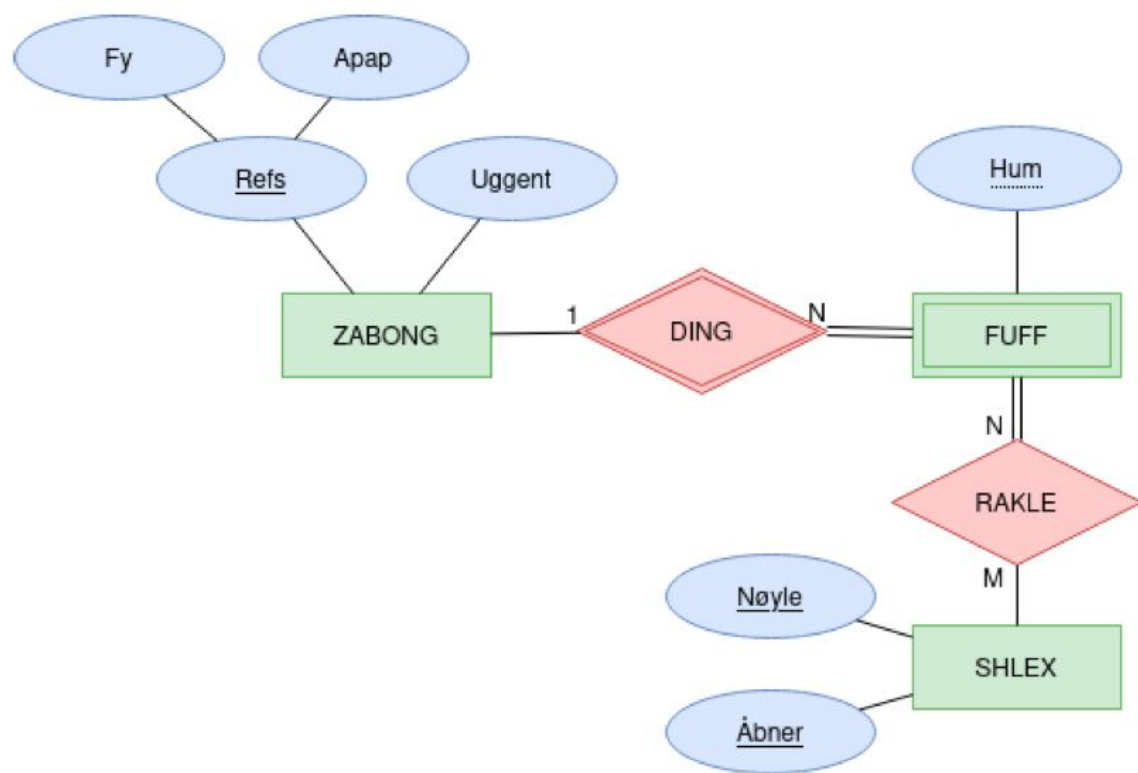 Fy
Apap
Refs
Uggent
Hum
ZABONG
1
DING
N
FUFF
N
RAKLE
M
Nøyle
SHLEX
Åbner